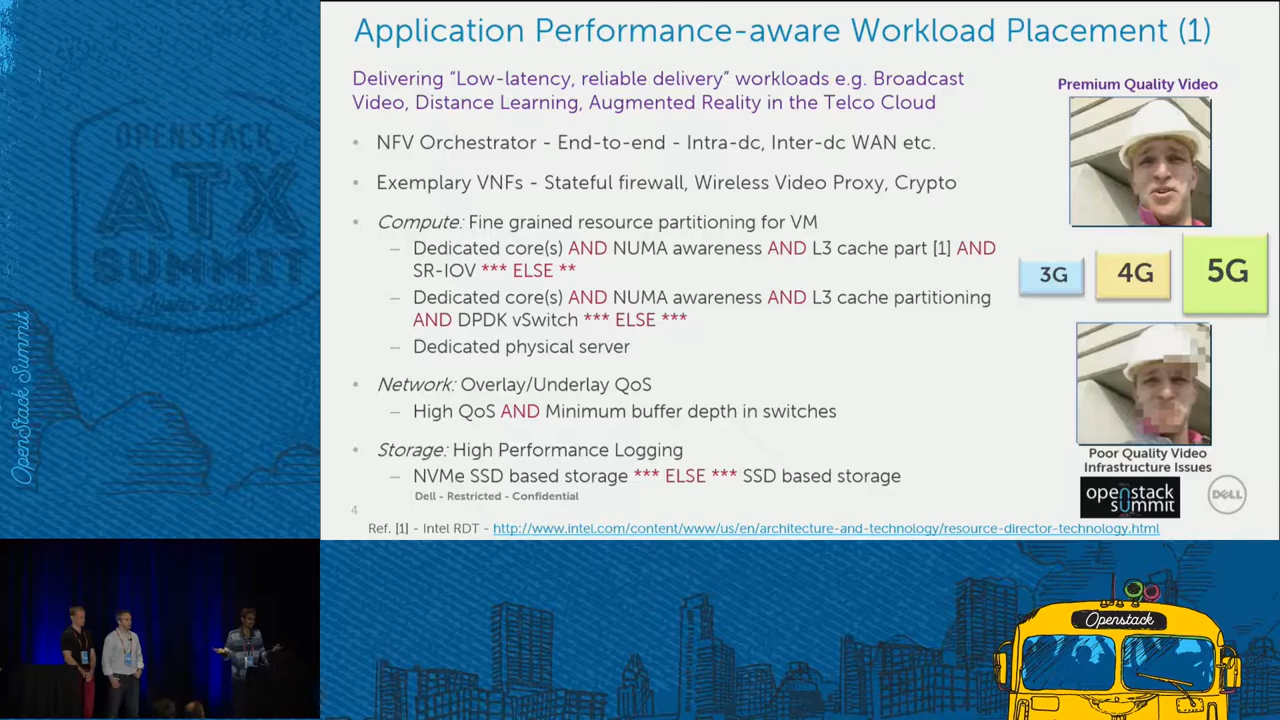 OPENSTACK
ATX
SUMMIT
OpenStack Summit
Application Performance-aware Workload Placement (1)
Delivering “Low-latency, reliable delivery” workloads e.g. Broadcast
Video, Distance Learning, Augmented Reality in the Telco Cloud
• NFV Orchestrator - End-to-end - Intra-dc, Inter-dc WAN etc.
• Exemplary VNFs - Stateful firewall, Wireless Video Proxy, Crypto
• Compute: Fine grained resource partitioning for VM
– Dedicated core(s) AND NUMA awareness AND L3 cache part [1] AND
SR-IOV *** ELSE **
– Dedicated core(s) AND NUMA awareness AND L3 cache partitioning
AND DPDK vSwitch *** ELSE ***
– Dedicated physical server
• Network: Overlay/Underlay QoS
– High QoS AND Minimum buffer depth in switches
• Storage: High Performance Logging
– NVMe SSD based storage *** ELSE *** SSD based storage
Dell - Restricted - Confidential
4
Ref. [1] - Intel RDT - http://www.intel.com/content/www/us/en/architecture-and-technology/resource-director-technology.html
Premium Quality Video
3G
4G
5G
Poor Quality Video
Infrastructure Issues
openstack
summit
DELL
Openstack